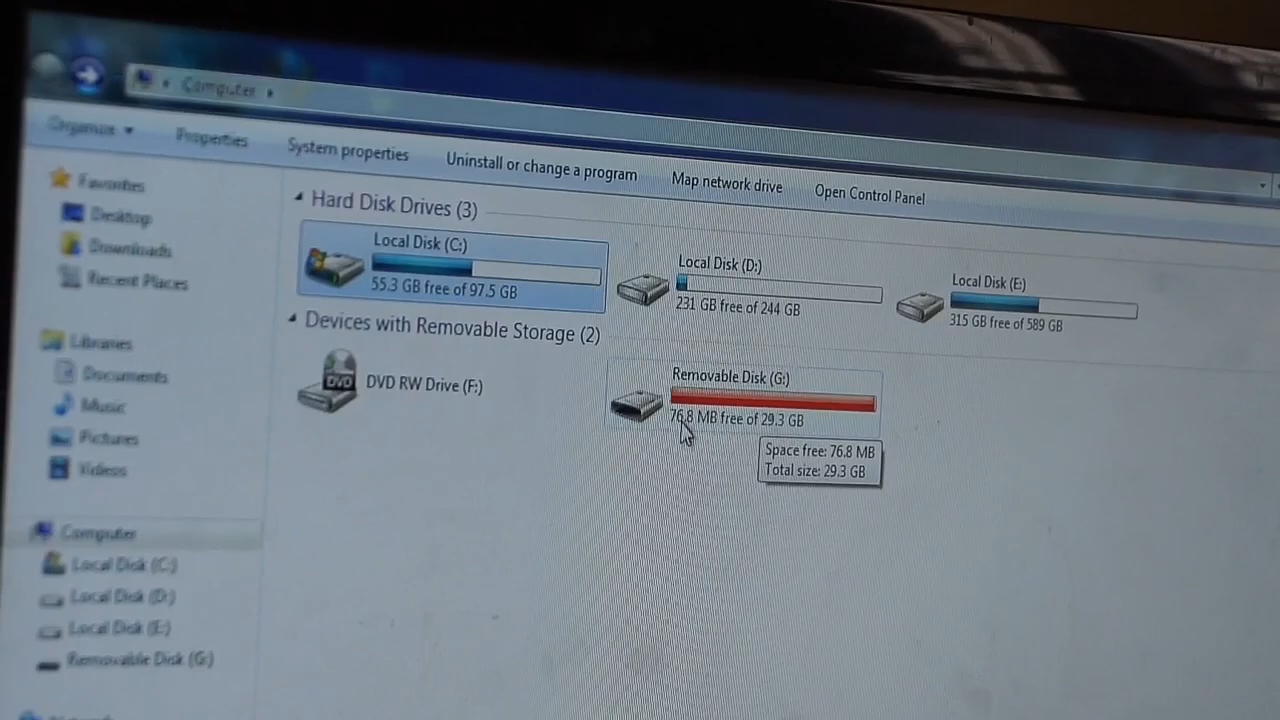 Computer
Organize Properties System properties Uninstall or change a program Map network drive Open Control Panel
Favorites
Desktop
Downloads
Recent Places
Libraries
Documents
Music
Pictures
Videos
Computer
Local Disk (C:)
Local Disk (D:)
Local Disk (E:)
Removable Disk (G:)
Hard Disk Drives (3)
Local Disk (C:)
55.3 GB free of 97.5 GB
Local Disk (D:)
231 GB free of 244 GB
Local Disk (E:)
315 GB free of 589 GB
Devices with Removable Storage (2)
DVD
DVD RW Drive (F:)
Removable Disk (G:)
76.8 MB free of 29.3 GB
Space free: 76.8 MB
Total size: 29.3 GB